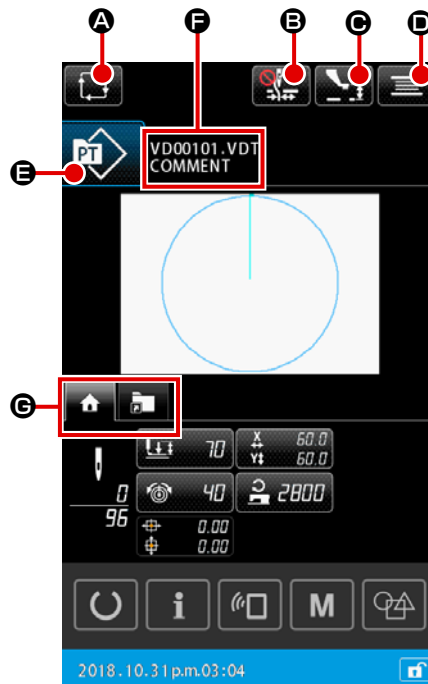 A
F
B
C
D
E
PT
VD00101.VDT
COMMENT
G
70
X 60.0
Y 60.0
0
40
2800
96
0.00
0.00
i
M
2018.10.31p.m.03:04